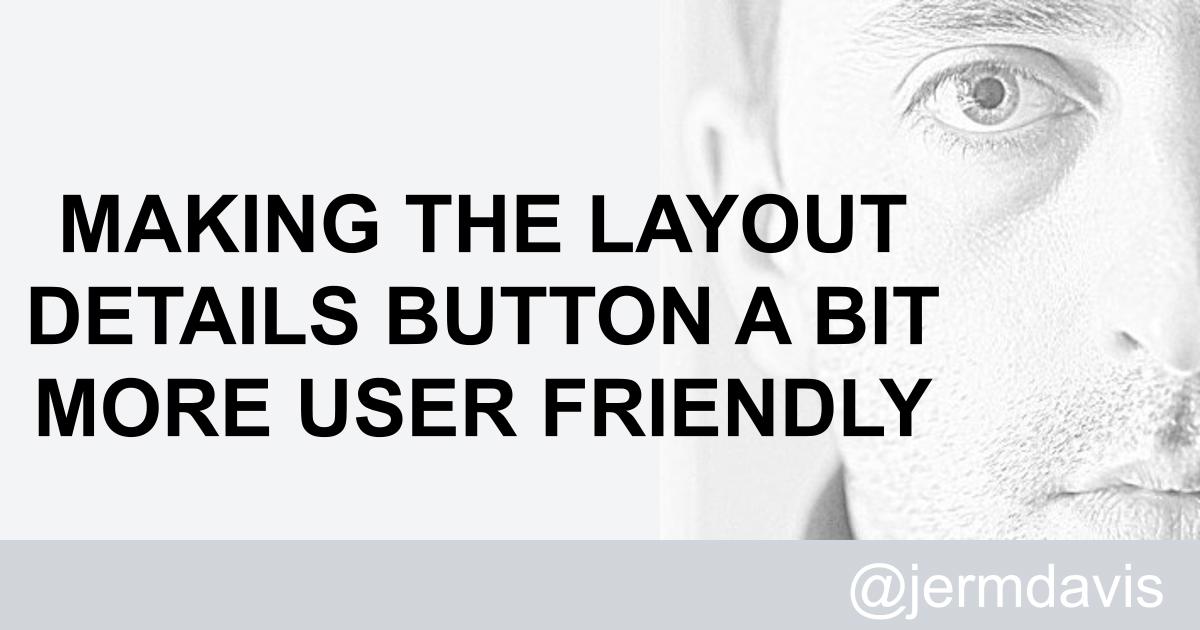 MAKING THE LAYOUT
DETAILS BUTTON A BIT
MORE USER FRIENDLY
@jermdavis